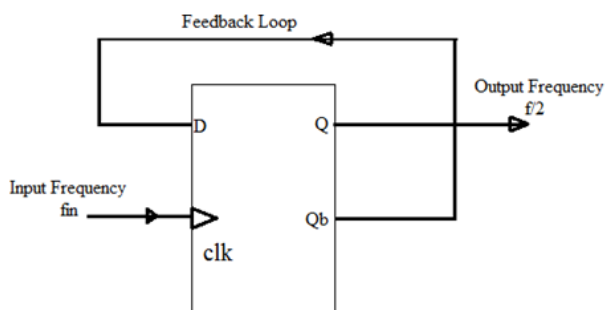 Feedback Loop
Output Frequency
f/2
D
Q
Input Frequency
fin
Qb
clk